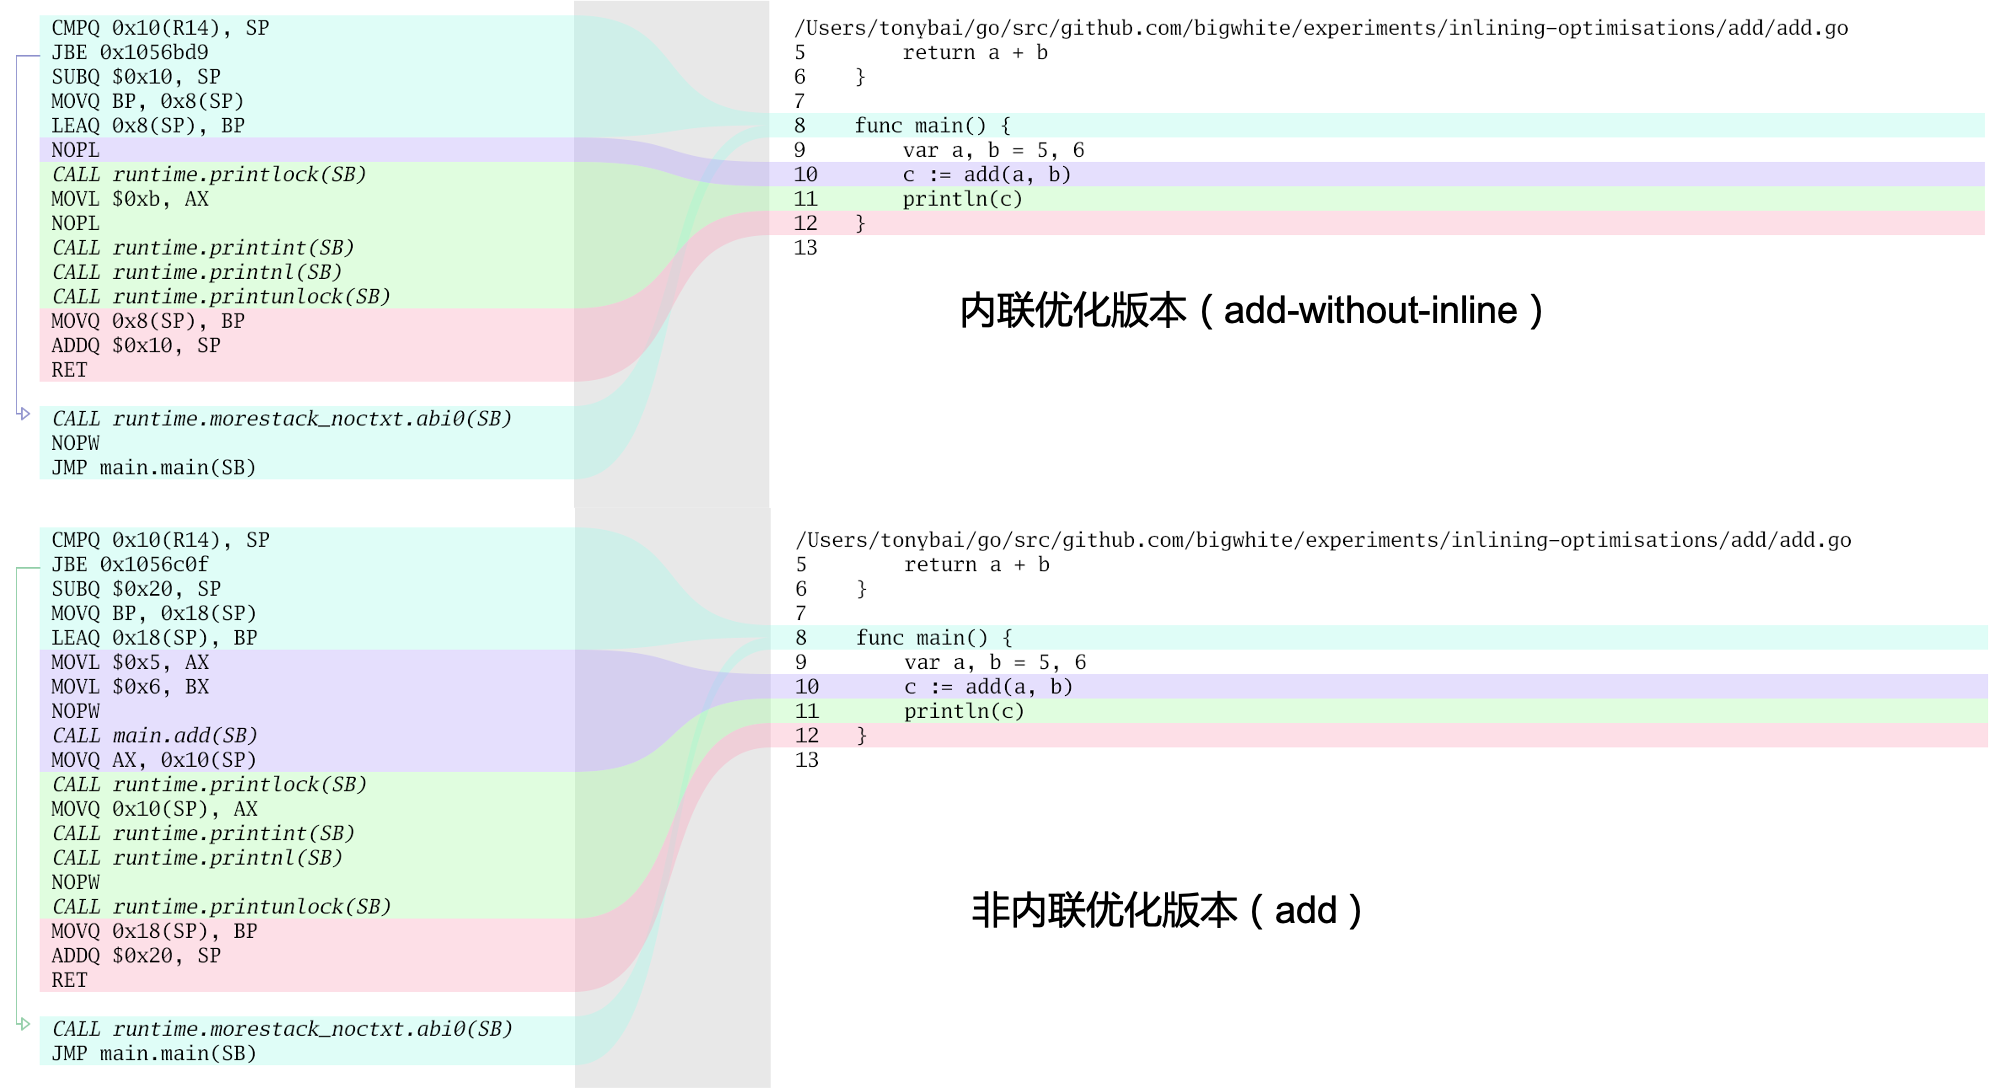 CMPQ 0x10(R14), SP
JBE 0x1056bd9
SUBQ $0x10, SP
MOVQ BP, 0x8(SP)
LEAQ 0x8(SP), BP
NOPL
CALL runtime.printlock(SB)
MOVL $0xb, AX
NOPL
CALL runtime.printint(SB)
CALL runtime.printnl(SB)
CALL runtime.printunlock(SB)
MOVQ 0x8(SP), BP
ADDQ $0x10, SP
RET
CALL runtime.morestack_noctxt.abi0(SB)
NOPW
JMP main.main(SB)
/Users/tonybai/go/src/github.com/bigwhite/experiments/inlining-optimisations/add/add.go
5 return a + b
6 }
7
8 func main() {
9 var a, b = 5, 6
10 c := add(a, b)
11 println(c)
12 }
13
内联优化版本（add-without-inline）
CMPQ 0x10(R14), SP
JBE 0x1056c0f
SUBQ $0x20, SP
MOVQ BP, 0x18(SP)
LEAQ 0x18(SP), BP
MOVL $0x5, AX
MOVL $0x6, BX
NOPW
CALL main.add(SB)
MOVQ AX, 0x10(SP)
CALL runtime.printlock(SB)
MOVQ 0x10(SP), AX
CALL runtime.printint(SB)
CALL runtime.printnl(SB)
NOPW
CALL runtime.printunlock(SB)
MOVQ 0x18(SP), BP
ADDQ $0x20, SP
RET
CALL runtime.morestack_noctxt.abi0(SB)
JMP main.main(SB)
/Users/tonybai/go/src/github.com/bigwhite/experiments/inlining-optimisations/add/add.go
5 return a + b
6 }
7
8 func main() {
9 var a, b = 5, 6
10 c := add(a, b)
11 println(c)
12 }
13
非内联优化版本（add）